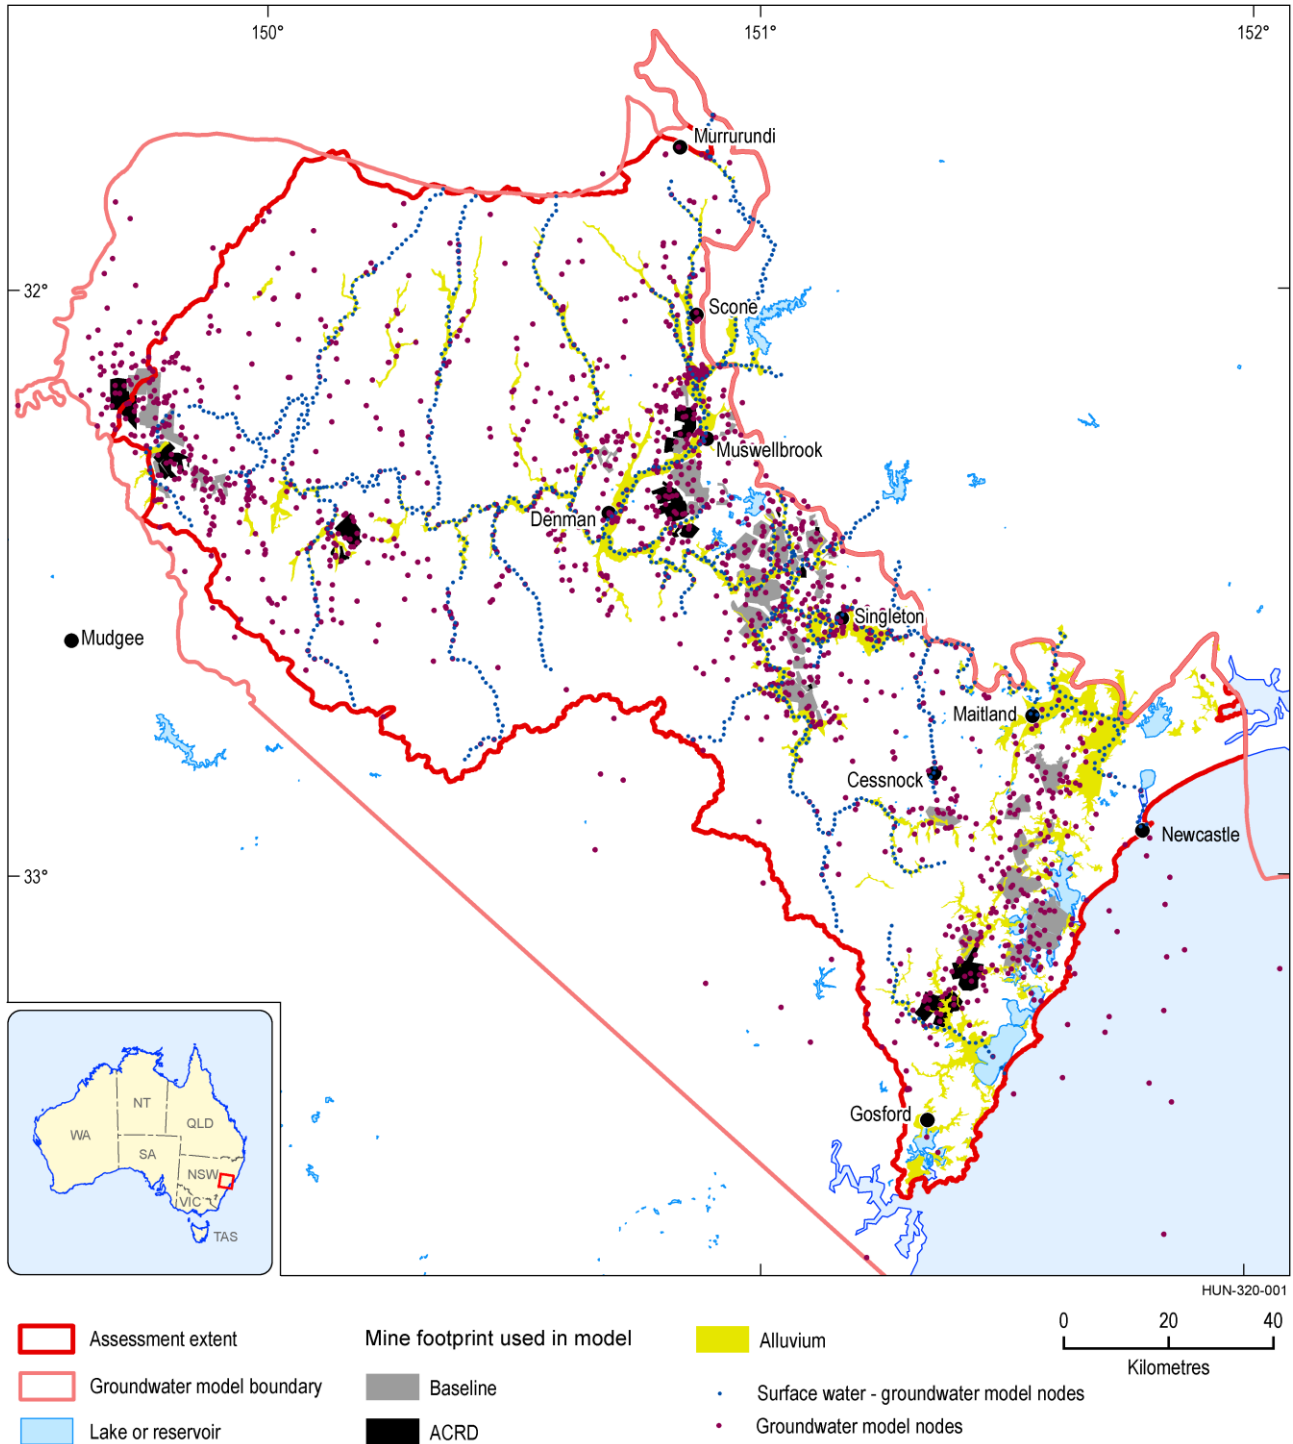 150°
151°
152°
Murrurundi
32°
Scone
Muswellbrook
Denman
Singleton
Mudgee
Maitland
Cessnock
Newcastle
33°
Gosford
NT
WA
QLD
SA
NSW
VIC
TAS
HUN-320-001
Assessment extent
Groundwater model boundary
Lake or reservoir
Mine footprint used in model
Baseline
ACRD
Alluvium
Surface water - groundwater model nodes
Groundwater model nodes
0 20 40
Kilometres